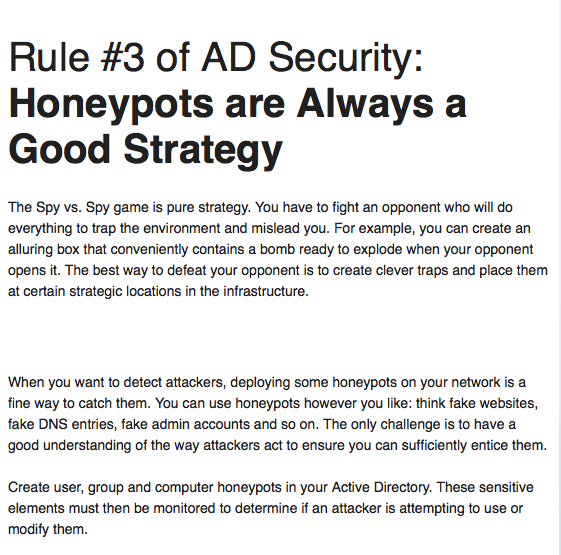 Rule #3 of AD Security:
Honeypots are Always a
Good Strategy
The Spy vs. Spy game is pure strategy. You have to fight an opponent who will do
everything to trap the environment and mislead you. For example, you can create an
alluring box that conveniently contains a bomb ready to explode when your opponent
opens it. The best way to defeat your opponent is to create clever traps and place them
at certain strategic locations in the infrastructure.
When you want to detect attackers, deploying some honeypots on your network is a
fine way to catch them. You can use honeypots however you like: think fake websites,
fake DNS entries, fake admin accounts and so on. The only challenge is to have a
good understanding of the way attackers act to ensure you can sufficiently entice them.
Create user, group and computer honeypots in your Active Directory. These sensitive
elements must then be monitored to determine if an attacker is attempting to use or
modify them.